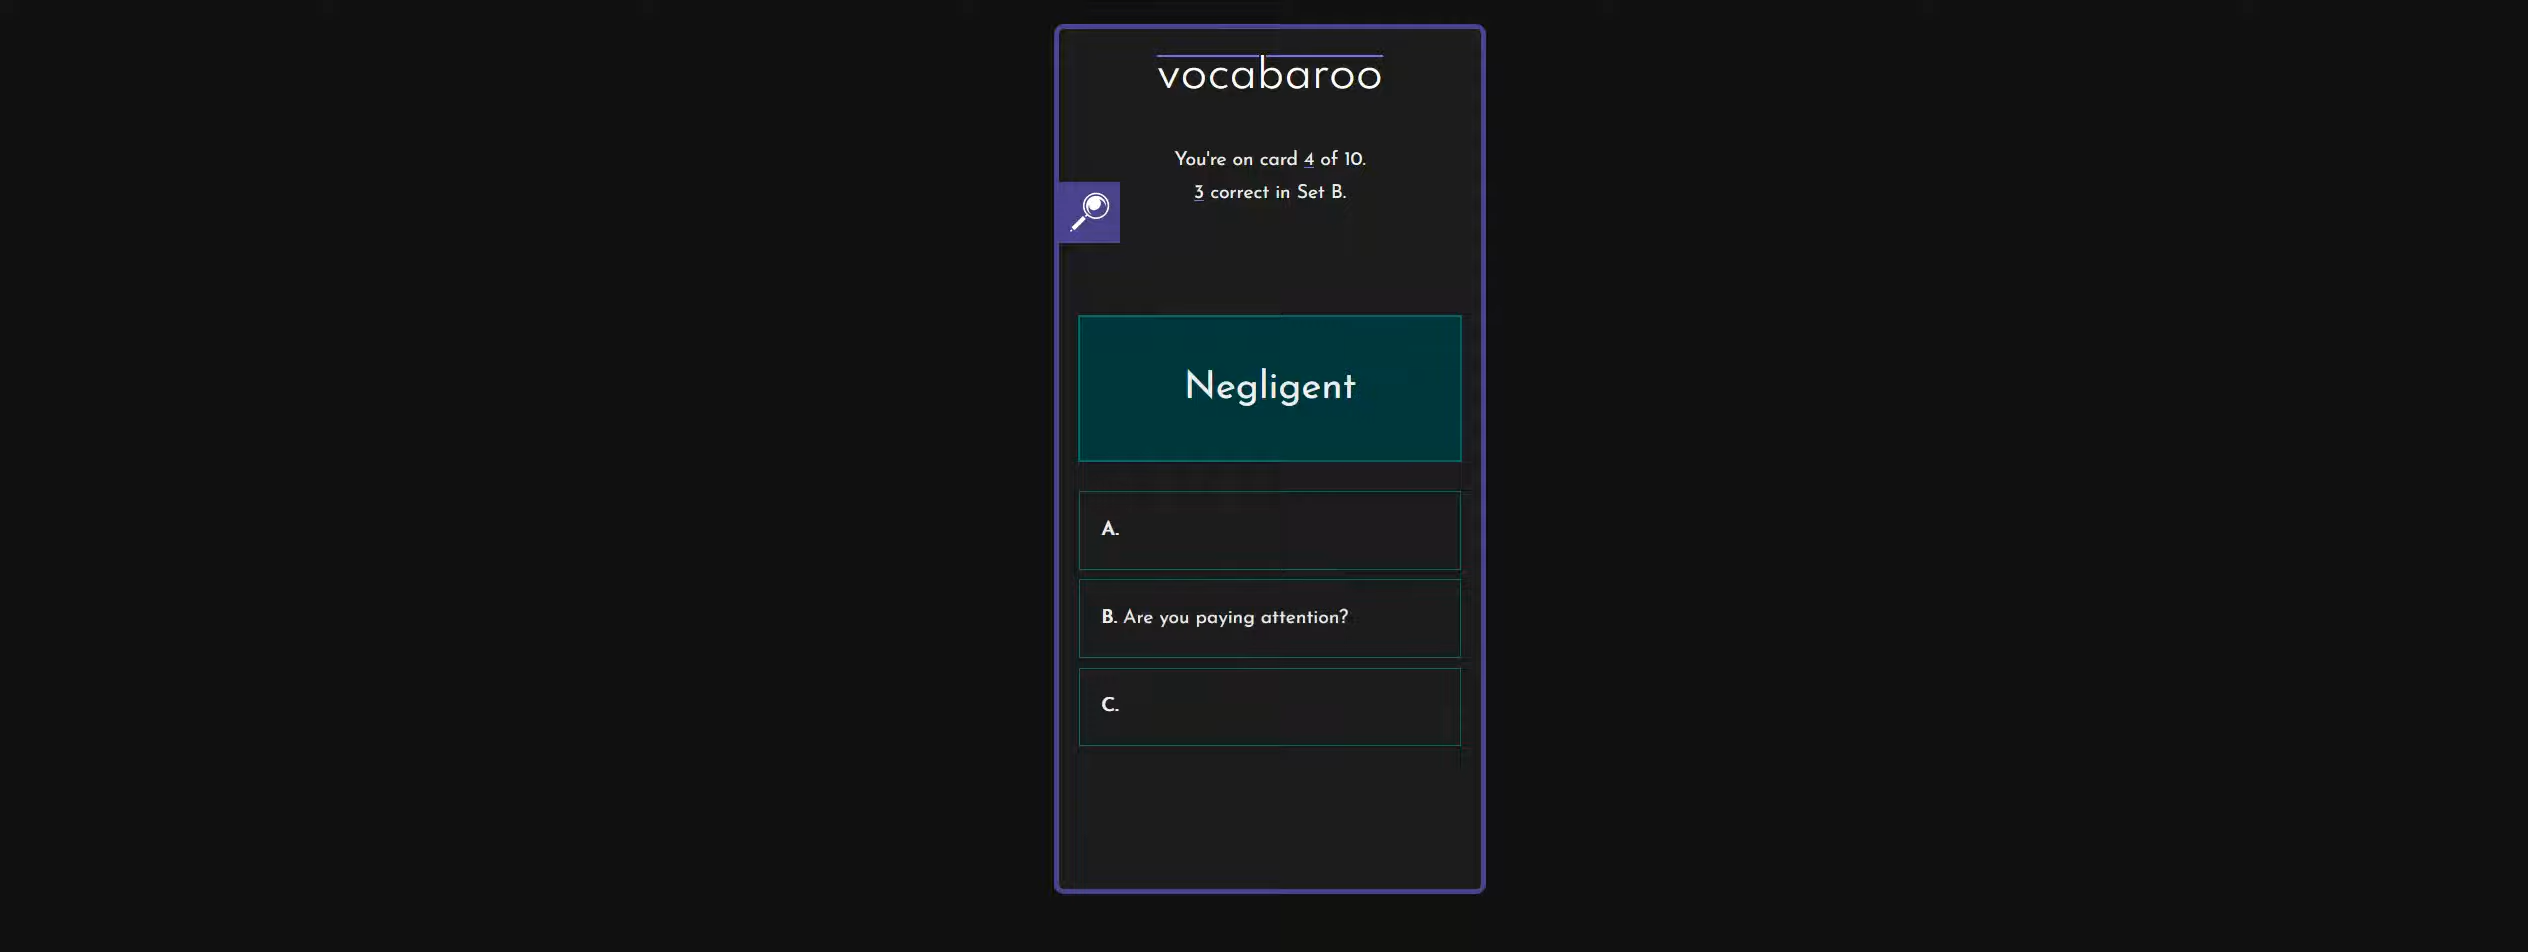 vocabaroo
You're on card 4 of 10.
3 correct in Set B.
Negligent
A.
B. Are you paying attention?
C.